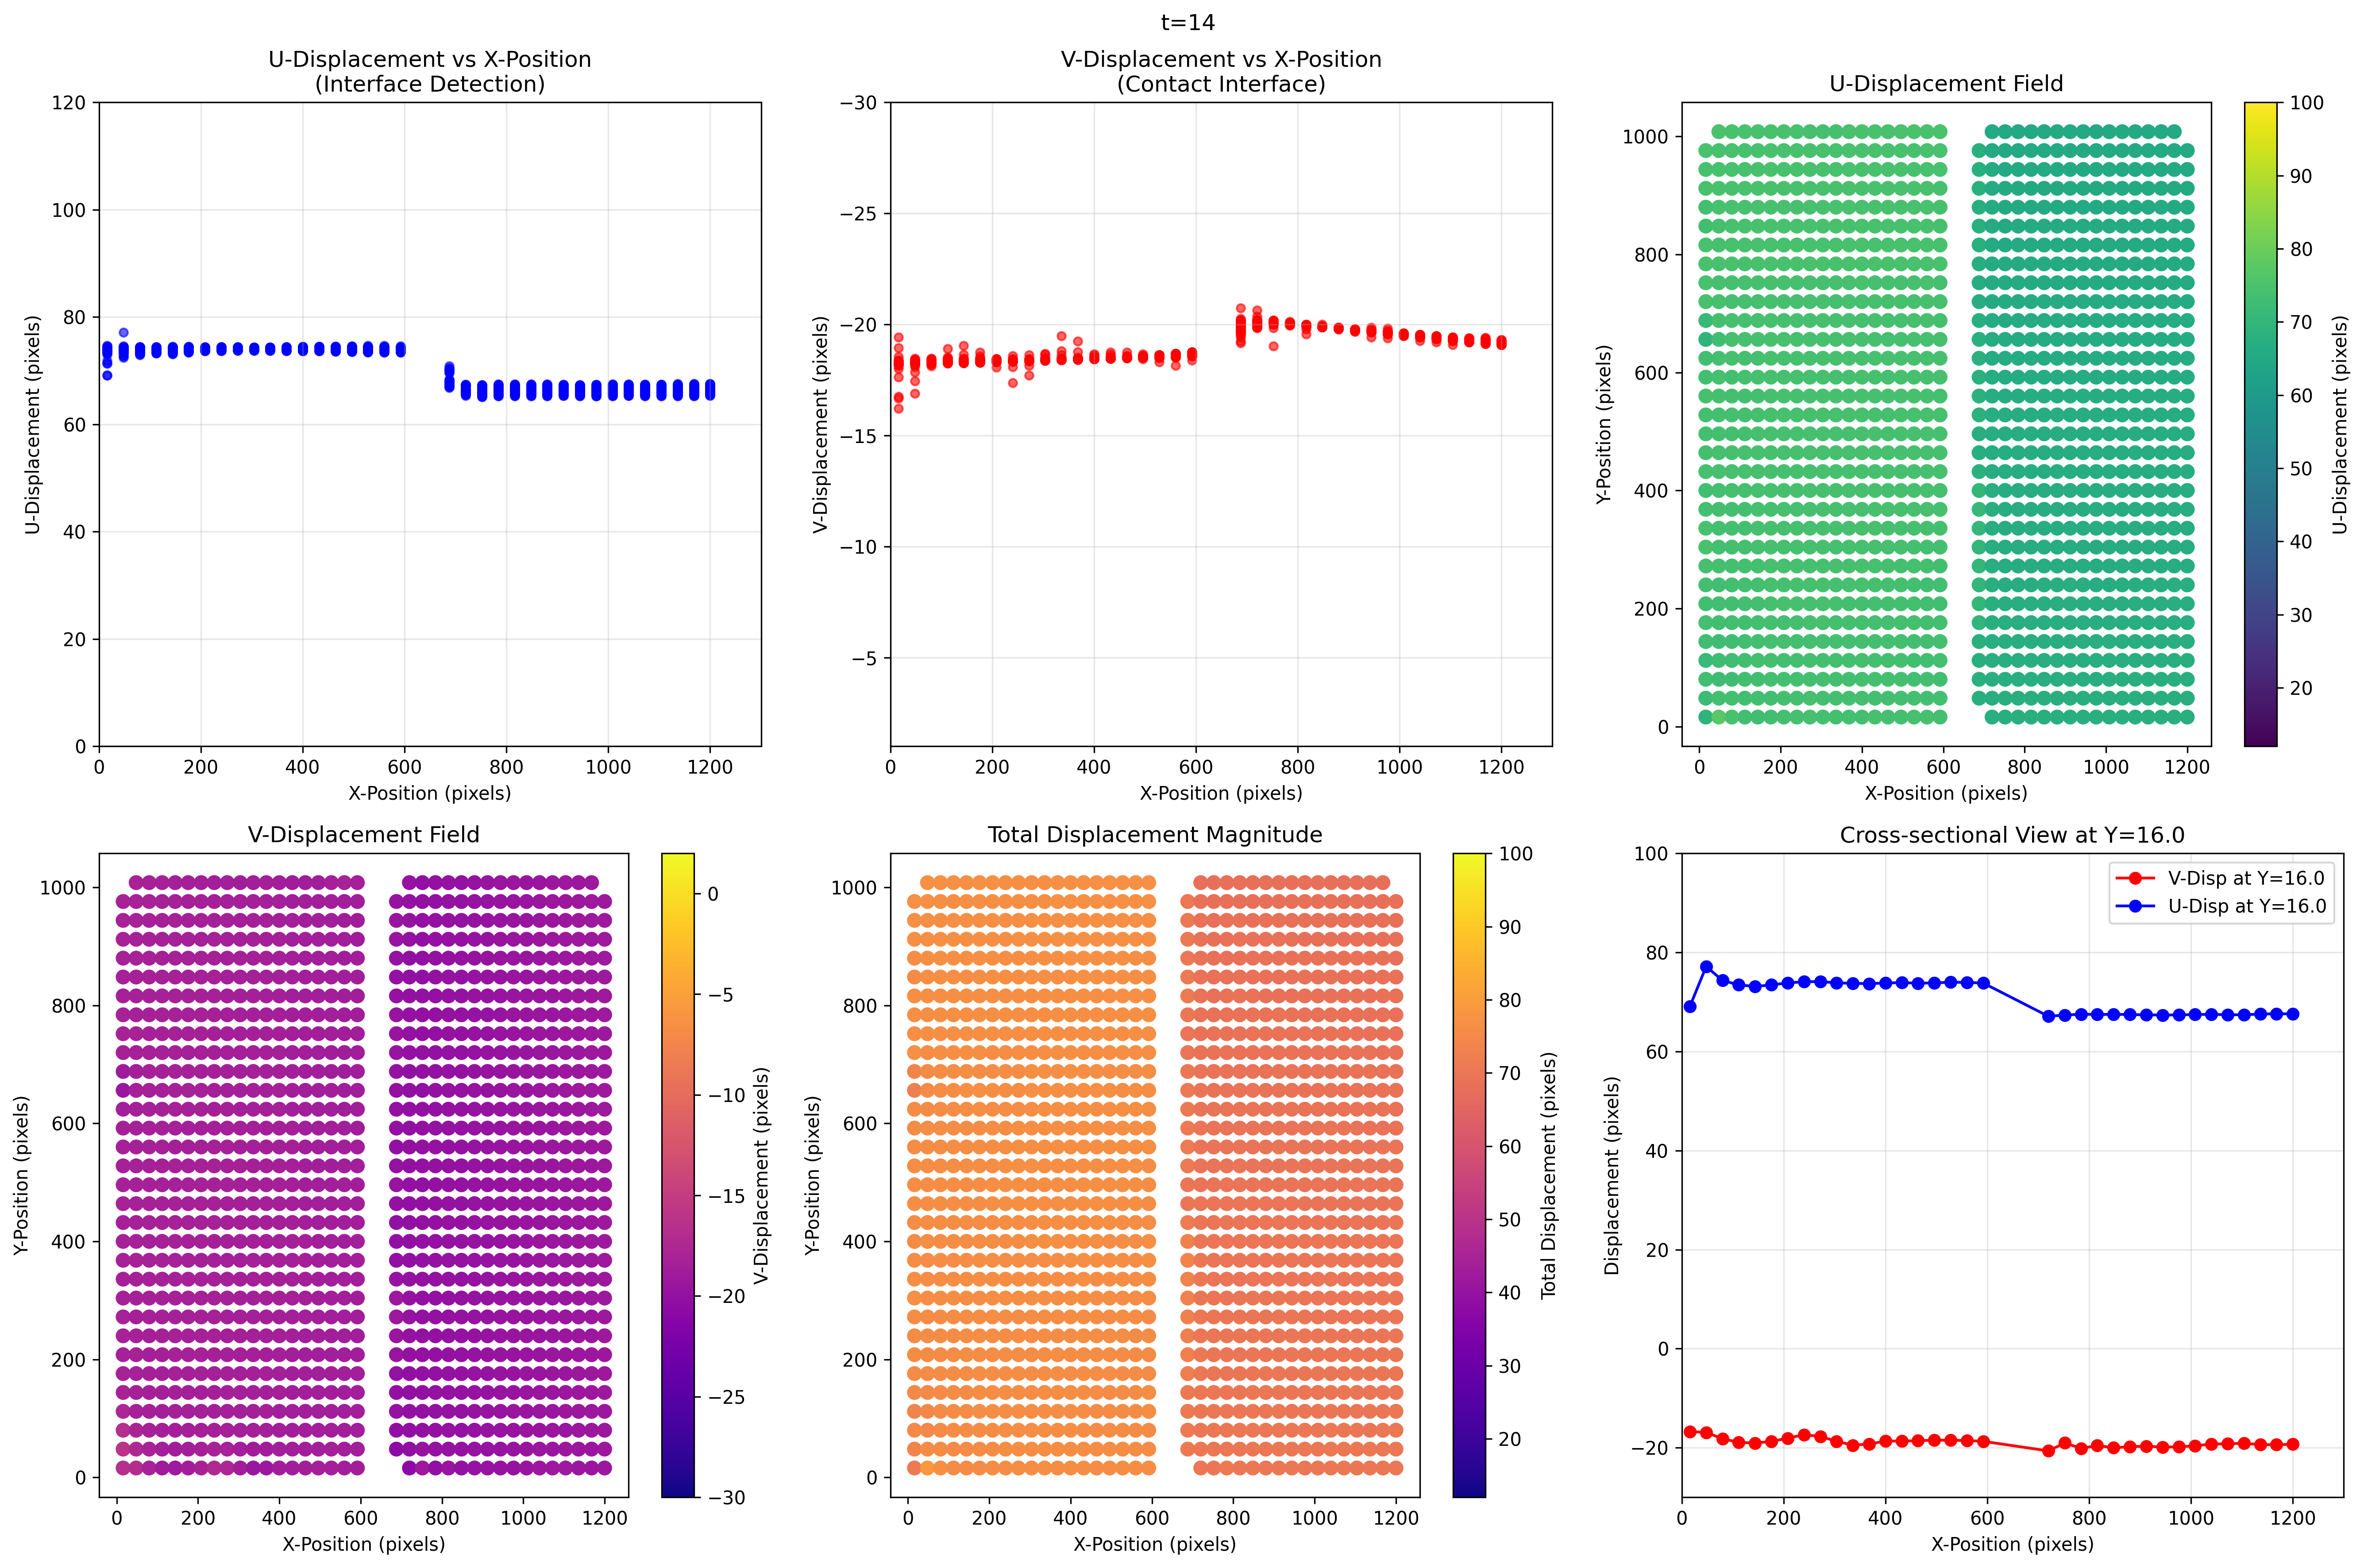 t=14
U-Displacement vs X-Position
(Interface Detection)
120
100
80
60
40
20
0
0 200 400 600 800 1000 1200
U-Displacement (pixels)
X-Position (pixels)
V-Displacement vs X-Position
(Contact Interface)
−30
−25
−20
−15
−10
−5
0 200 400 600 800 1000 1200
V-Displacement (pixels)
X-Position (pixels)
U-Displacement Field
1000
800
600
400
200
0
0 200 400 600 800 1000 1200
Y-Position (pixels)
X-Position (pixels)
100
90
80
70
60
50
40
30
20
U-Displacement (pixels)
V-Displacement Field
1000
800
600
400
200
0
0 200 400 600 800 1000 1200
Y-Position (pixels)
X-Position (pixels)
0
−5
−10
−15
−20
−25
−30
V-Displacement (pixels)
Total Displacement Magnitude
1000
800
600
400
200
0
0 200 400 600 800 1000 1200
Y-Position (pixels)
X-Position (pixels)
100
90
80
70
60
50
40
30
20
Total Displacement (pixels)
Cross-sectional View at Y=16.0
100
80
60
40
20
0
−20
0 200 400 600 800 1000 1200
Displacement (pixels)
X-Position (pixels)
V-Disp at Y=16.0
U-Disp at Y=16.0